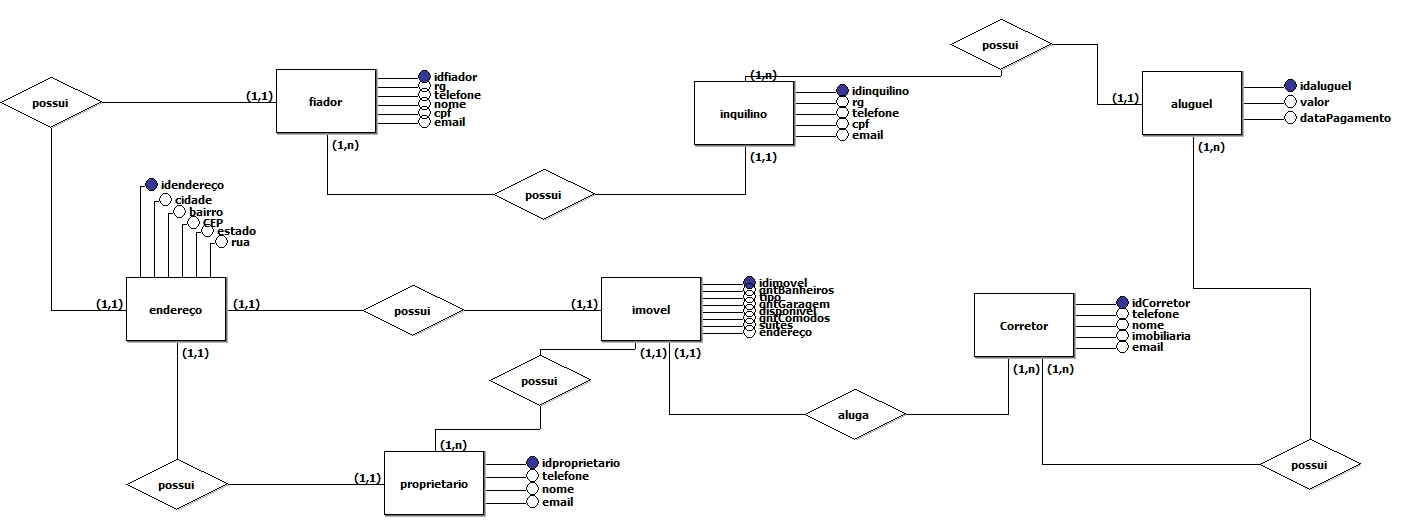 possui
(1,n)
(1,1)
aluguel
idaluguel
valor
dataPagamento
(1,n)
possui
(1,1)
fiador
idfiador
rg
telefone
nome
cpf
email
(1,n)
inquilino
idinquilino
rg
telefone
cpf
email
(1,1)
possui
idendereço
cidade
bairro
CEP
estado
rua
(1,1)
endereço
(1,1)
(1,1)
possui
(1,1)
imovel
idimovel
qntBanheiros
tipo
qntGaragem
disponivel
qntComodos
suites
endereço
(1,1)
(1,1)
Corretor
idCorretor
telefone
nome
imobiliaria
email
(1,n)
(1,n)
possui
aluga
(1,n)
possui
(1,1)
proprietario
idproprietario
telefone
nome
email
possui